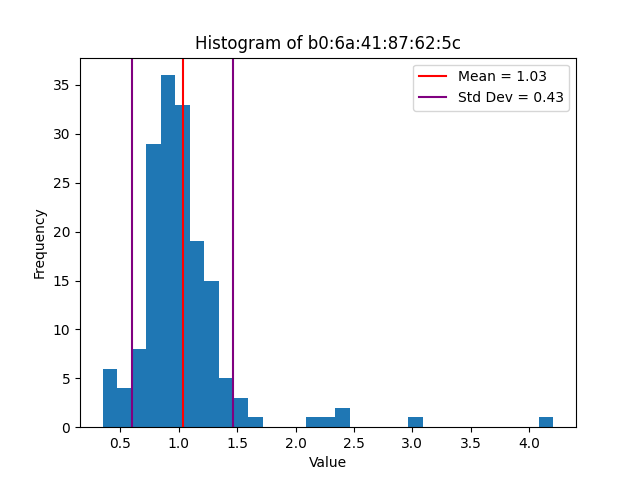 Histogram of b0:6a:41:87:62:5c
Mean = 1.03
Std Dev = 0.43
35
30
25
20
15
10
5
0
Frequency
0.5 1.0 1.5 2.0 2.5 3.0 3.5 4.0
Value